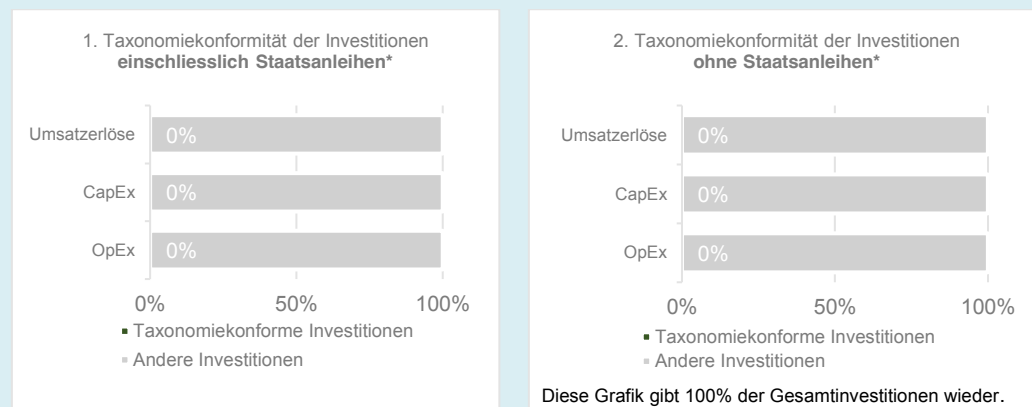 1. Taxonomiekonformität der Investitionen
einschliesslich Staatsanleihen*
Umsatzerlöse 0%
CapEx 0%
OpEx 0%
0% 50% 100%
Taxonomiekonforme Investitionen
Andere Investitionen
2. Taxonomiekonformität der Investitionen
ohne Staatsanleihen*
Umsatzerlöse 0%
CapEx 0%
OpEx 0%
0% 50% 100%
Taxonomiekonforme Investitionen
Andere Investitionen
Diese Grafik gibt 100% der Gesamtinvestitionen wieder.